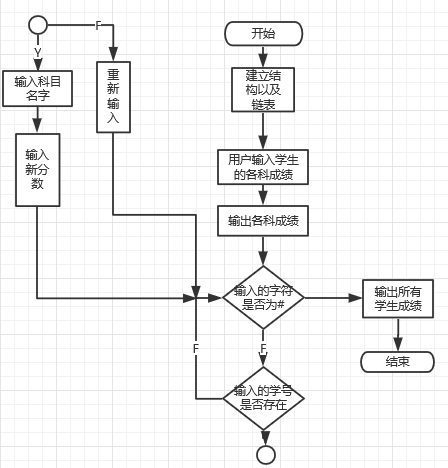 F
Y
输入科目
名字
重
新
输
入
输入
新分
数
开始
建立结
构以及
链表
用户输入学生
的各科成绩
输出各科成绩
输入的字符
是否为#
输出所有
学生成绩
F
F
结束
输入的学号
是否存在